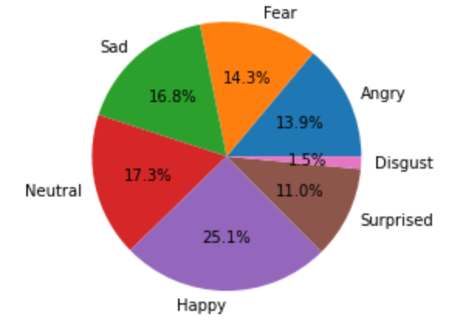 Fear
Sad
14.3%
16.8%
Angry
13.9%
1.5%
Disgust
17.3%
Neutral
11.0%
Surprised
25.1%
Happy